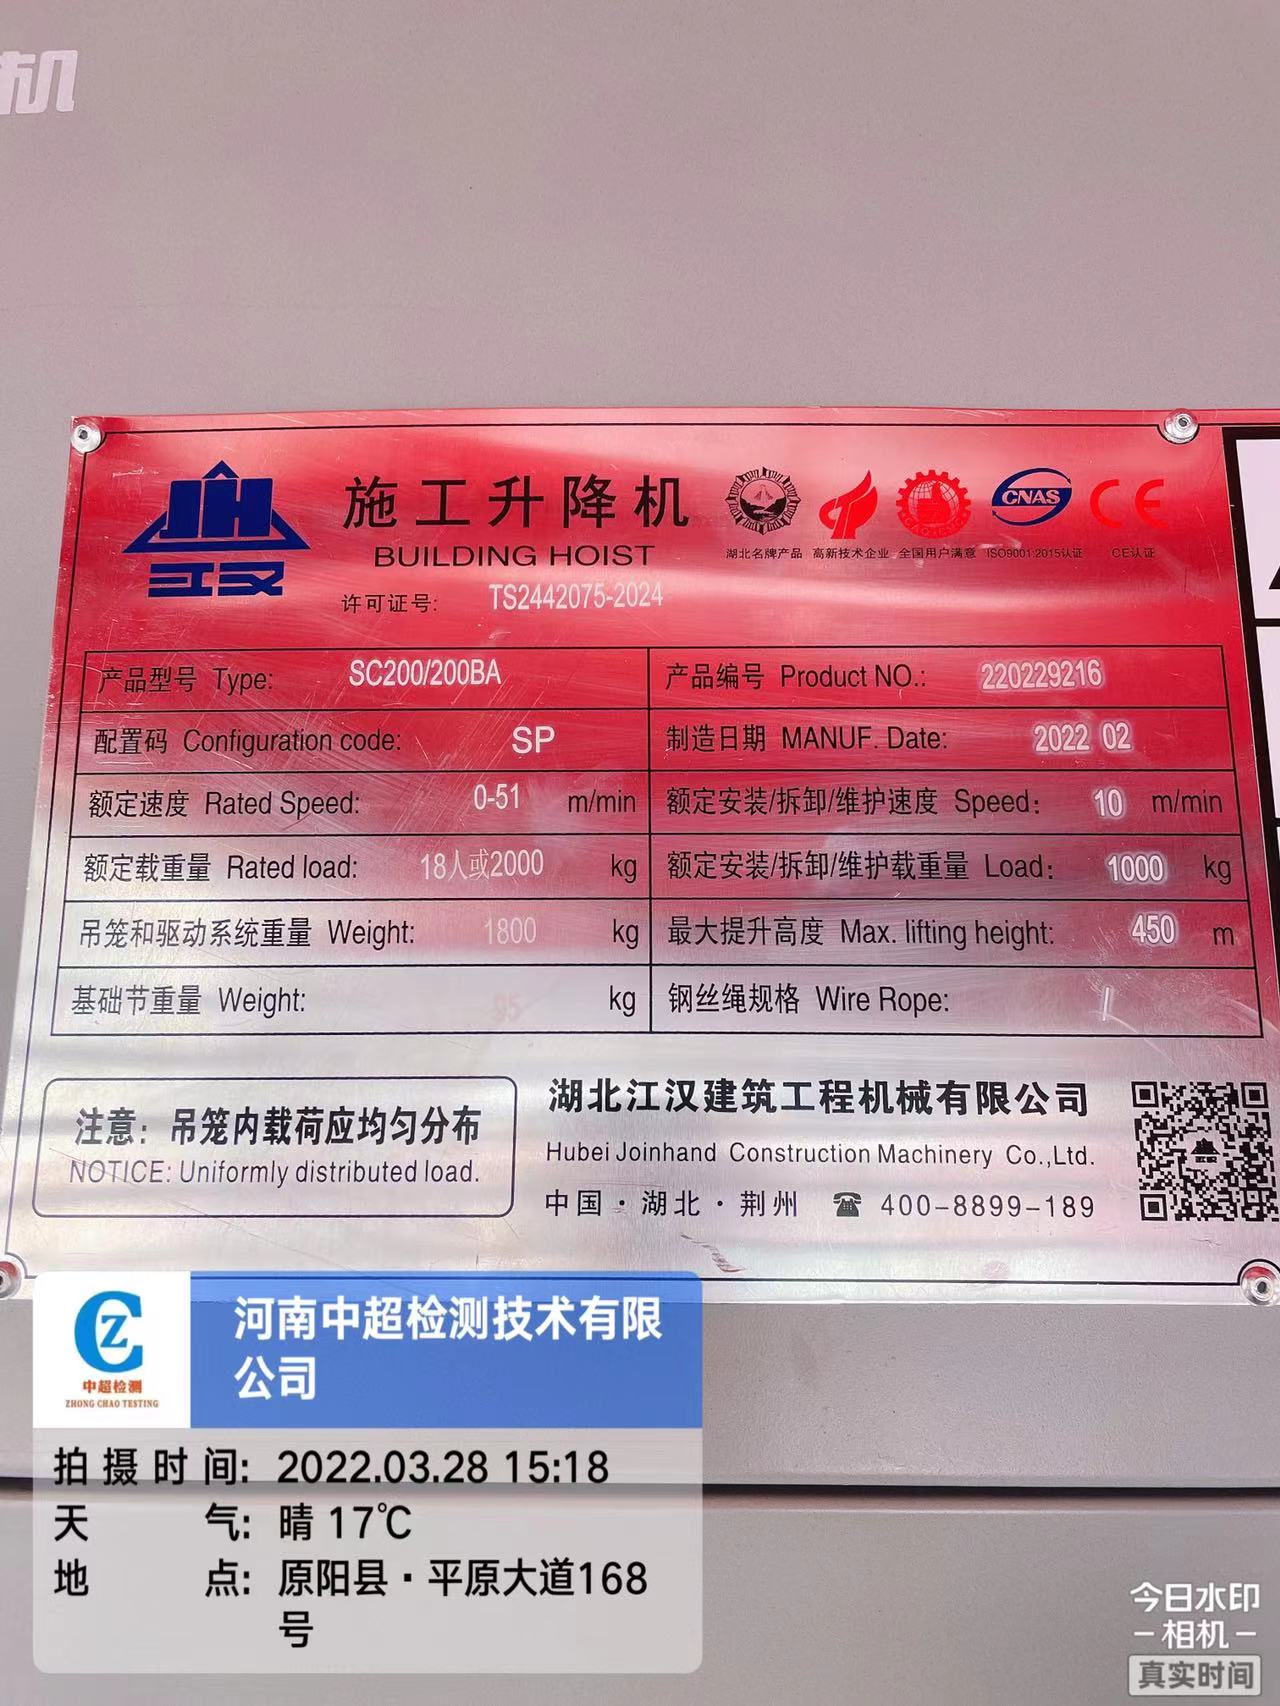 机
JH
江汉
施工升降机
BUILDING HOIST
许可证号: TS2442075-2024
CNAS
CE
湖北名牌产品 高新技术企业 全国用户满意 ISO9001:2015认证 CE认证
产品型号 Type: SC200/200BA 产品编号 Product NO.: 220229216
配置码 Configuration code: SP 制造日期 MANUF. Date: 2022 02
额定速度 Rated Speed: 0-51 m/min 额定安装/拆卸/维护速度 Speed: 10 m/min
额定载重量 Rated load: 18人或2000 kg 额定安装/拆卸/维护载重量 Load: 1000 kg
吊笼和驱动系统重量 Weight: 1800 kg 最大提升高度 Max. lifting height: 450 m
基础节重量 Weight: 95 kg 钢丝绳规格 Wire Rope: /
注意: 吊笼内载荷应均匀分布
NOTICE: Uniformly distributed load.
湖北江汉建筑工程机械有限公司
Hubei Joinhand Construction Machinery Co.,Ltd.
中国·湖北·荆州 ☎ 400-8899-189
CZ
中超检测
ZHONG CHAO TESTING
河南中超检测技术有限
公司
拍摄时间: 2022.03.28 15:18
天气: 晴 17℃
地点: 原阳县·平原大道168
号
今日水印
-相机-
真实时间